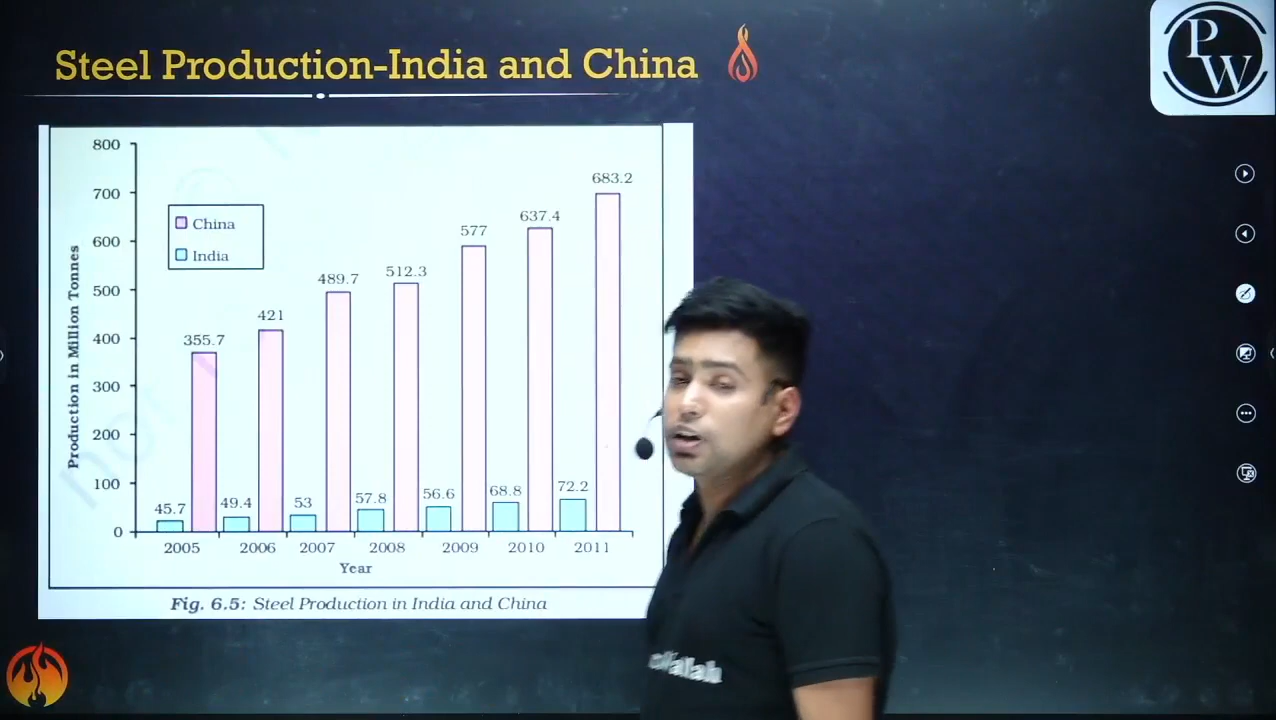 Steel Production-India and China
PW
800
700
600
500
400
300
200
100
0
Production in Million Tonnes
China
India
45.7
355.7
49.4
421
53
489.7
57.8
512.3
56.6
577
68.8
637.4
72.2
683.2
2005 2006 2007 2008 2009 2010 2011
Year
Fig. 6.5: Steel Production in India and China